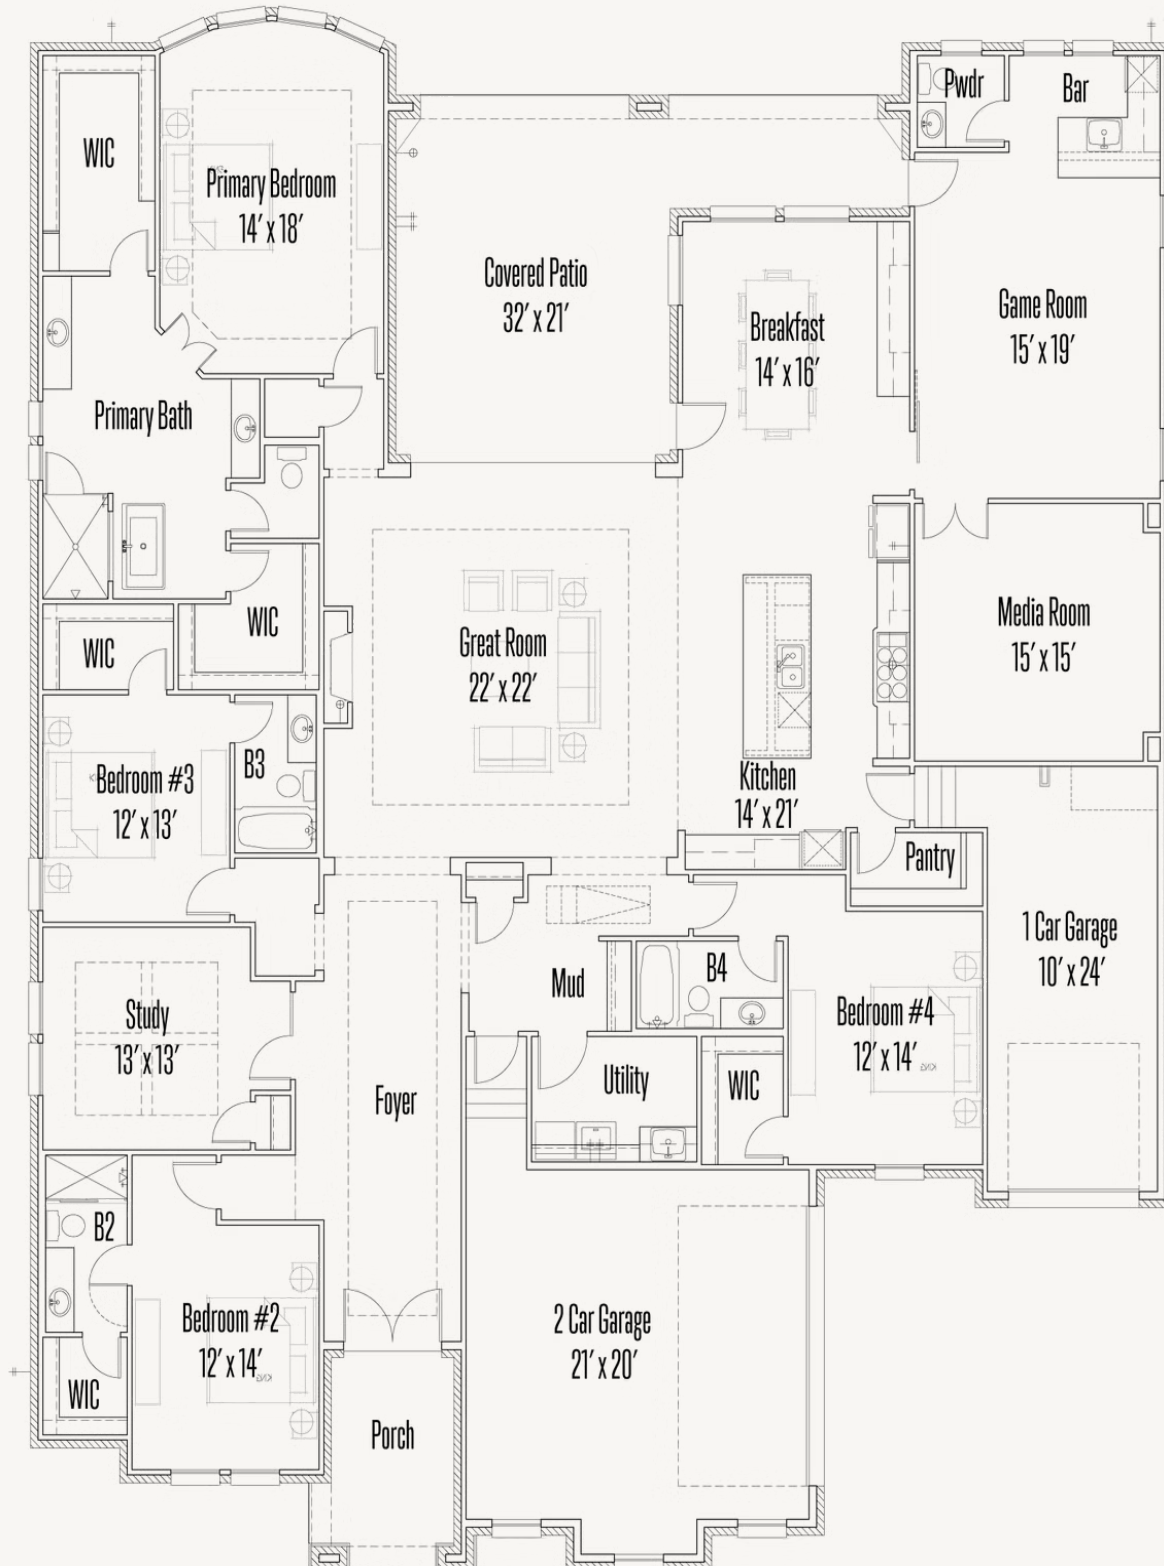 Pwdr
Bar
WIC
Primary Bedroom
14' x 18'
Covered Patio
32' x 21'
Breakfast
14' x 16'
Game Room
15' x 19'
Primary Bath
WIC
WIC
Great Room
22' x 22'
Media Room
15' x 15'
Bedroom #3
12' x 13'
B3
Kitchen
14' x 21'
Pantry
1 Car Garage
10' x 24'
Study
13' x 13'
Mud
B4
Bedroom #4
12' x 14'
KING
Foyer
Utility
WIC
B2
Bedroom #2
12' x 14'
KING
WIC
2 Car Garage
21' x 20'
Porch